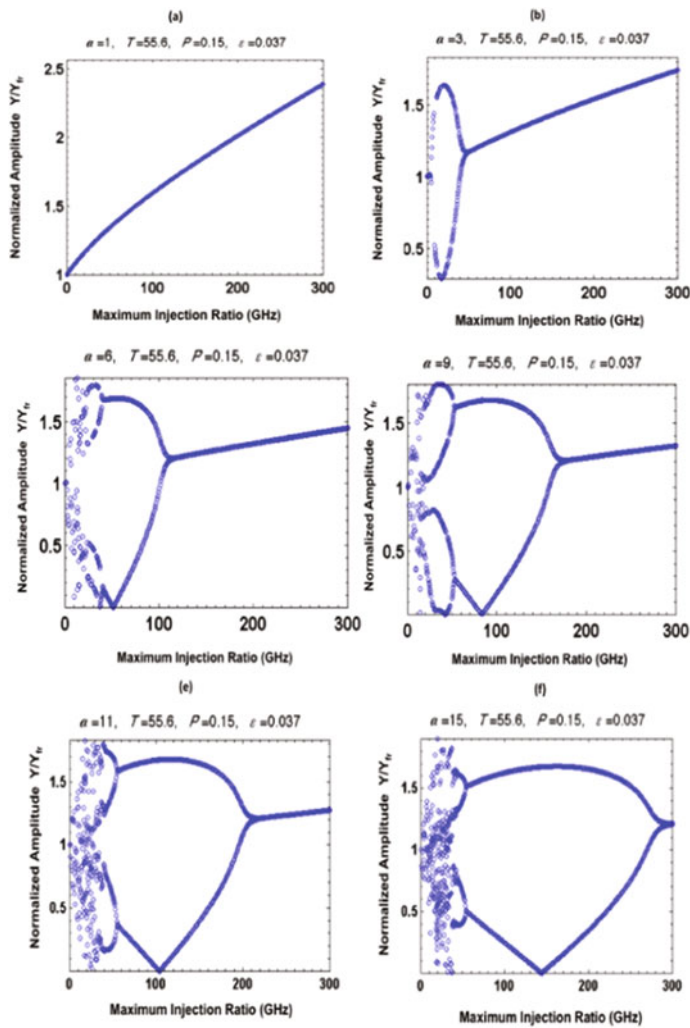 (a)
α=1, T=55.6, P=0.15, ε=0.037
Normalized Amplitude Y/Yfr
2.5
2
1.5
1
0
100
200
300
Maximum Injection Ratio (GHz)
(b)
α=3, T=55.6, P=0.15, ε=0.037
Normalized Amplitude Y/Yfr
1.5
1
0.5
0
100
200
300
Maximum Injection Ratio (GHz)
α=6, T=55.6, P=0.15, ε=0.037
Normalized Amplitude Y/Yfr
1.5
1
0.5
0
100
200
300
Maximum Injection Ratio (GHz)
α=9, T=55.6, P=0.15, ε=0.037
Normalized Amplitude Y/Yfr
1.5
1
0.5
0
100
200
300
Maximum Injection Ratio (GHz)
(e)
α=11, T=55.6, P=0.15, ε=0.037
Normalized Amplitude Y/Yfr
1.5
1
0.5
0
100
200
300
Maximum Injection Ratio (GHz)
(f)
α=15, T=55.6, P=0.15, ε=0.037
Normalized Amplitude Y/Yfr
1.5
1
0.5
0
100
200
300
Maximum Injection Ratio (GHz)